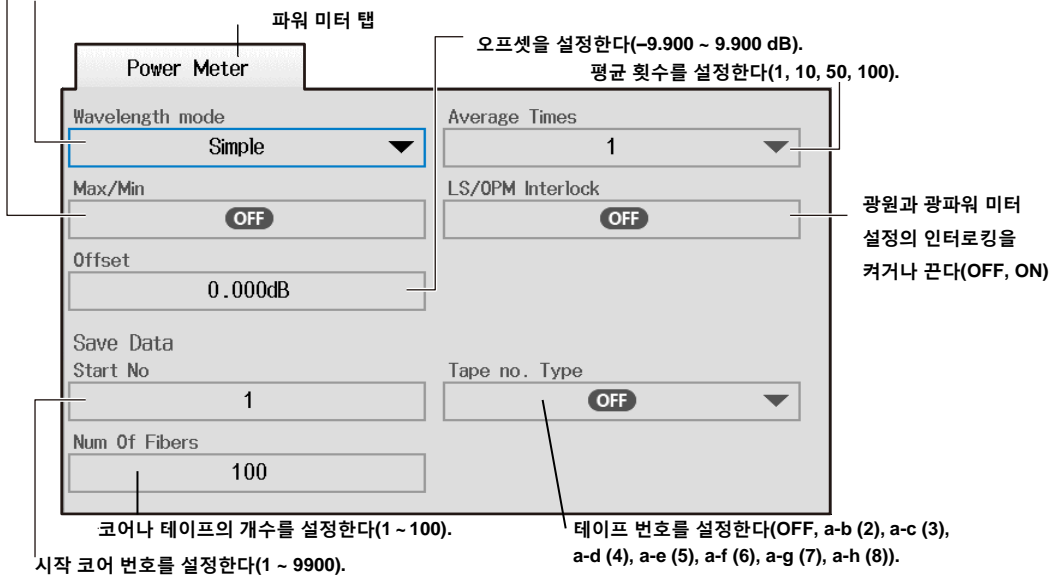 파워 미터 탭
오프셋을 설정한다(–9.900 ~ 9.900 dB).
평균 횟수를 설정한다(1, 10, 50, 100).
Power Meter
Wavelength mode
Simple
Average Times
1
Max/Min
OFF
LS/OPM Interlock
OFF
광원과 광파워 미터
설정의 인터로킹을
켜거나 끈다(OFF, ON)
Offset
0.000dB
Save Data
Start No
1
Tape no. Type
OFF
Num Of Fibers
100
코어나 테이프의 개수를 설정한다(1 ~ 100).
시작 코어 번호를 설정한다(1 ~ 9900).
테이프 번호를 설정한다(OFF, a-b (2), a-c (3),
a-d (4), a-e (5), a-f (6), a-g (7), a-h (8)).